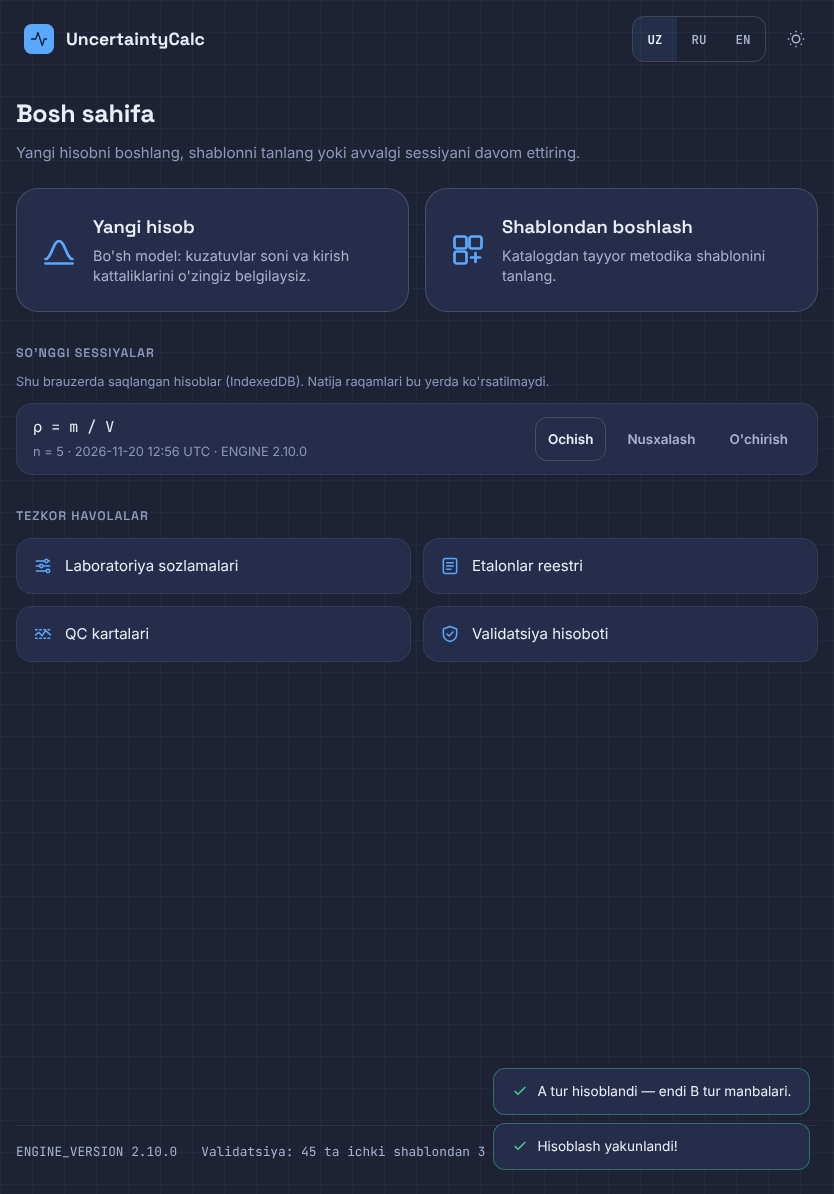 UncertaintyCalc
UZ RU EN
Bosh sahifa
Yangi hisobni boshlang, shablonni tanlang yoki avvalgi sessiyani davom ettiring.
Yangi hisob
Bo'sh model: kuzatuvlar soni va kirish
kattaliklarini o'zingiz belgilaysiz.
Shablondan boshlash
Katalogdan tayyor metodika shablonini
tanlang.
SO'NGGI SESSIYALAR
Shu brauzerda saqlangan hisoblar (IndexedDB). Natija raqamlari bu yerda ko'rsatilmaydi.
ρ = m / V
n = 5 · 2026-11-20 12:56 UTC · ENGINE 2.10.0
Ochish Nusxalash O'chirish
TEZKOR HAVOLALAR
Laboratoriya sozlamalari
Etalonlar reestri
QC kartalari
Validatsiya hisoboti
A tur hisoblandi — endi B tur manbalari.
Hisoblash yakunlandi!
ENGINE_VERSION 2.10.0 Validatsiya: 45 ta ichki shablondan 3